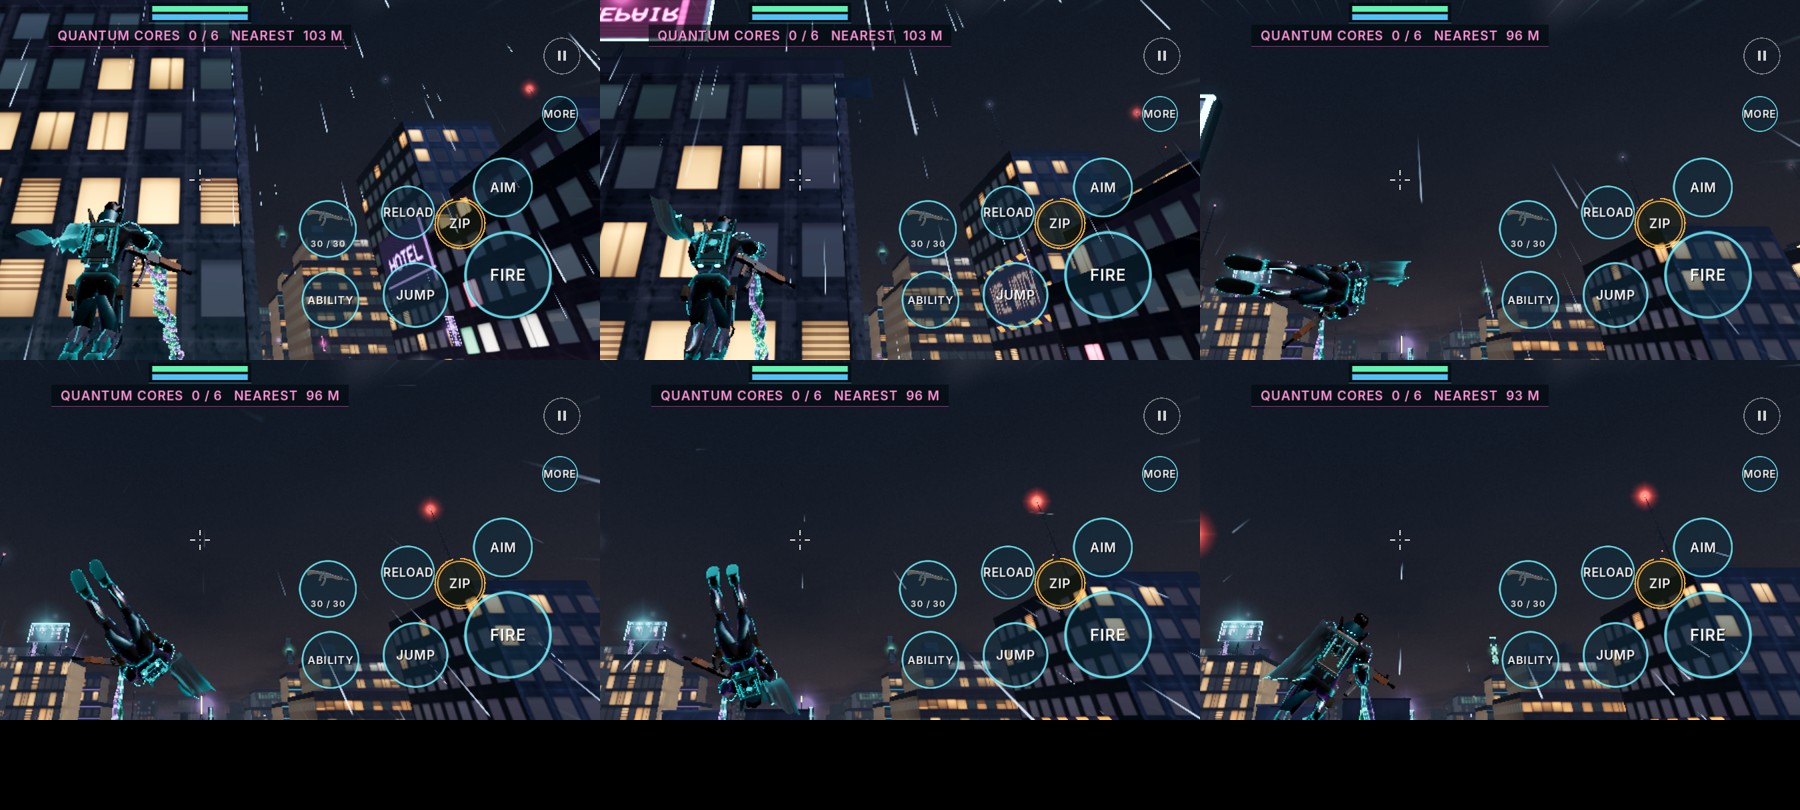 QUANTUM CORES 0 / 6 NEAREST 103 M
MORE
AIM
RELOAD
ZIP
30 / 30
FIRE
HOTEL
ABILITY
JUMP
EPAIR
QUANTUM CORES 0 / 6 NEAREST 103 M
MORE
AIM
RELOAD
ZIP
30 / 30
FIRE
ABILITY
JUMP
QUANTUM CORES 0 / 6 NEAREST 96 M
MORE
AIM
RELOAD
ZIP
30 / 30
FIRE
ABILITY
JUMP
QUANTUM CORES 0 / 6 NEAREST 96 M
MORE
AIM
RELOAD
ZIP
30 / 30
FIRE
ABILITY
JUMP
QUANTUM CORES 0 / 6 NEAREST 96 M
MORE
AIM
RELOAD
ZIP
30 / 30
FIRE
ABILITY
JUMP
QUANTUM CORES 0 / 6 NEAREST 93 M
MORE
AIM
RELOAD
ZIP
30 / 30
FIRE
ABILITY
JUMP